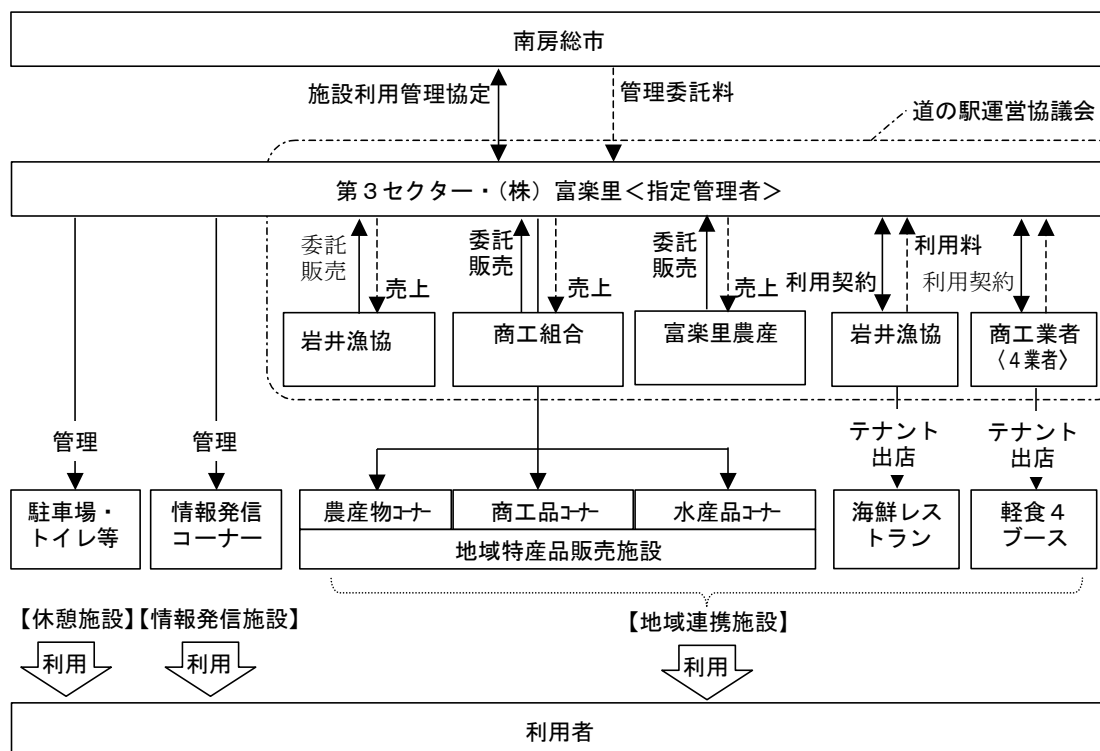 南房総市
施設利用管理協定
管理委託料
道の駅運営協議会
第3セクター・(株)富楽里<指定管理者>
委託
販売
売上
委託
販売
売上
委託
販売
売上
利用契約
利用料
利用契約
岩井漁協
商工組合
富楽里農産
岩井漁協
商工業者
〈4業者〉
管理
管理
テナント
出店
テナント
出店
駐車場・
トイレ等
情報発信
コーナー
農産物コーナー
商工品コーナー
水産品コーナー
地域特産品販売施設
海鮮レス
トラン
軽食4
ブース
【休憩施設】
【情報発信施設】
【地域連携施設】
利用
利用
利用
利用者